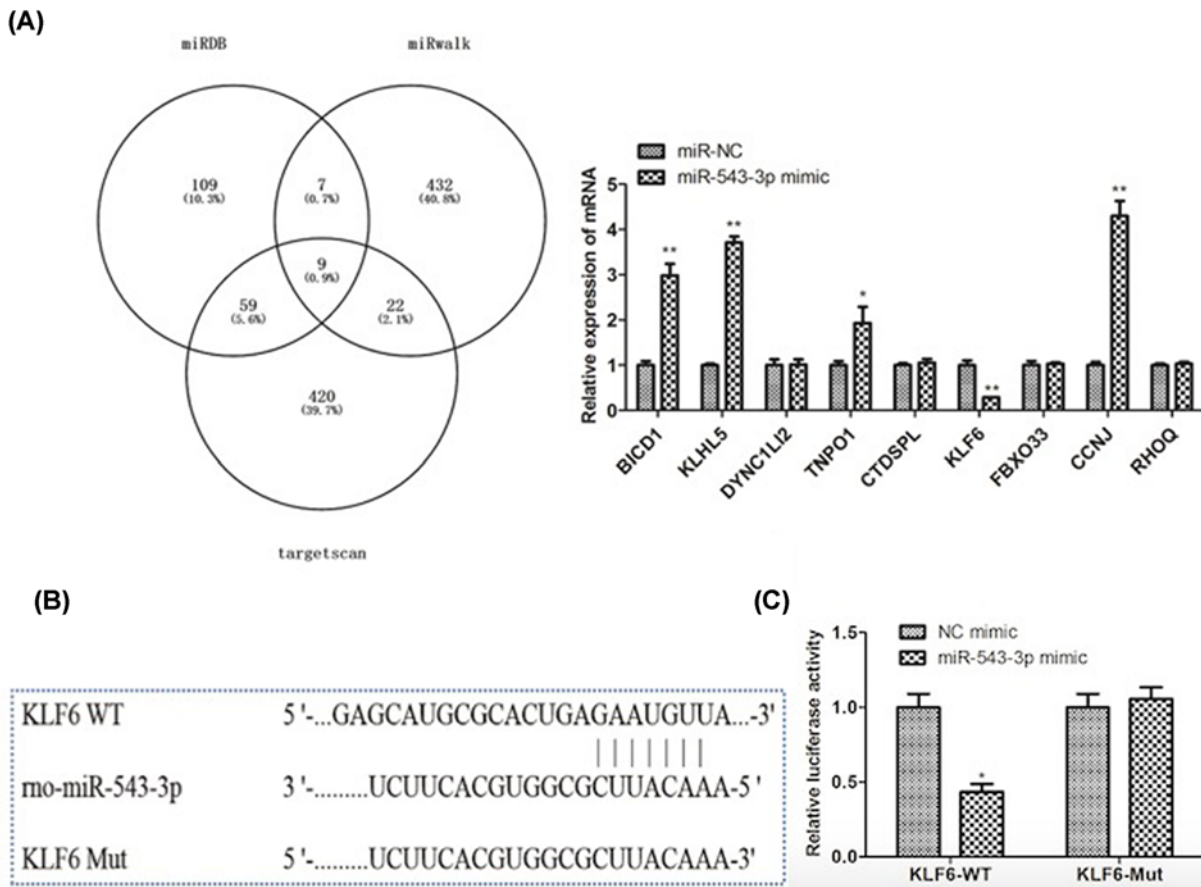 (A)
miRDB
miRwalk
109
(10.3%)
7
(0.7%)
432
(40.8%)
9
(0.9%)
59
(5.6%)
22
(2.1%)
420
(39.7%)
targetscan
miR-NC
miR-543-3p mimic
Relative expression of mRNA
5
4
3
2
1
0
**
**
*
**
**
BICD1
KLHL5
DYNC1LI2
TNPO1
CTDSPL
KLF6
FBXO33
CCNJ
RHOQ
(B)
KLF6 WT 5'-...GAGCAUGCGCACUGAGAAUGUUA...-3'
rno-miR-543-3p 3'-.........UCUUCACGUGGCGCUUACAAA-5'
KLF6 Mut 5'-.........UCUUCACGUGGCGCUUACAAA-3'
(C)
NC mimic
miR-543-3p mimic
Relative luciferase activity
1.5
1.0
0.5
0.0
*
KLF6-WT
KLF6-Mut